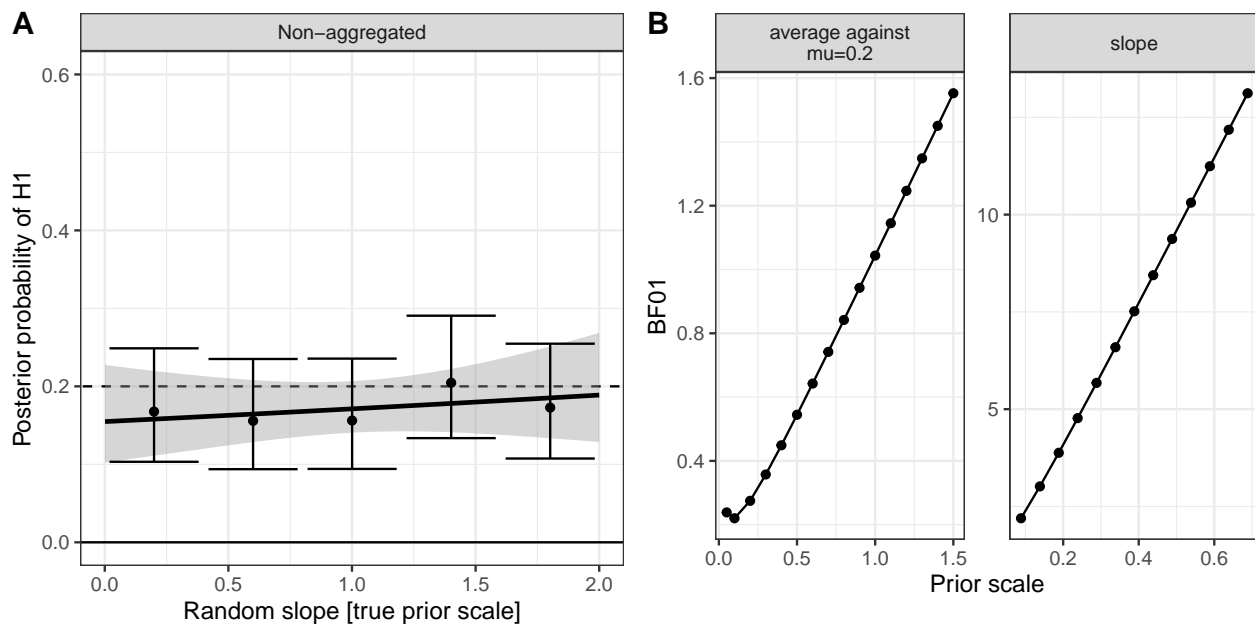 A
Non−aggregated
Posterior probability of H1
0.6
0.4
0.2
0.0
0.0 0.5 1.0 1.5 2.0
Random slope [true prior scale]
B
average against
mu=0.2
slope
BF01
1.6
1.2
0.8
0.4
0.0 0.5 1.0 1.5
10
5
0.2 0.4 0.6
Prior scale